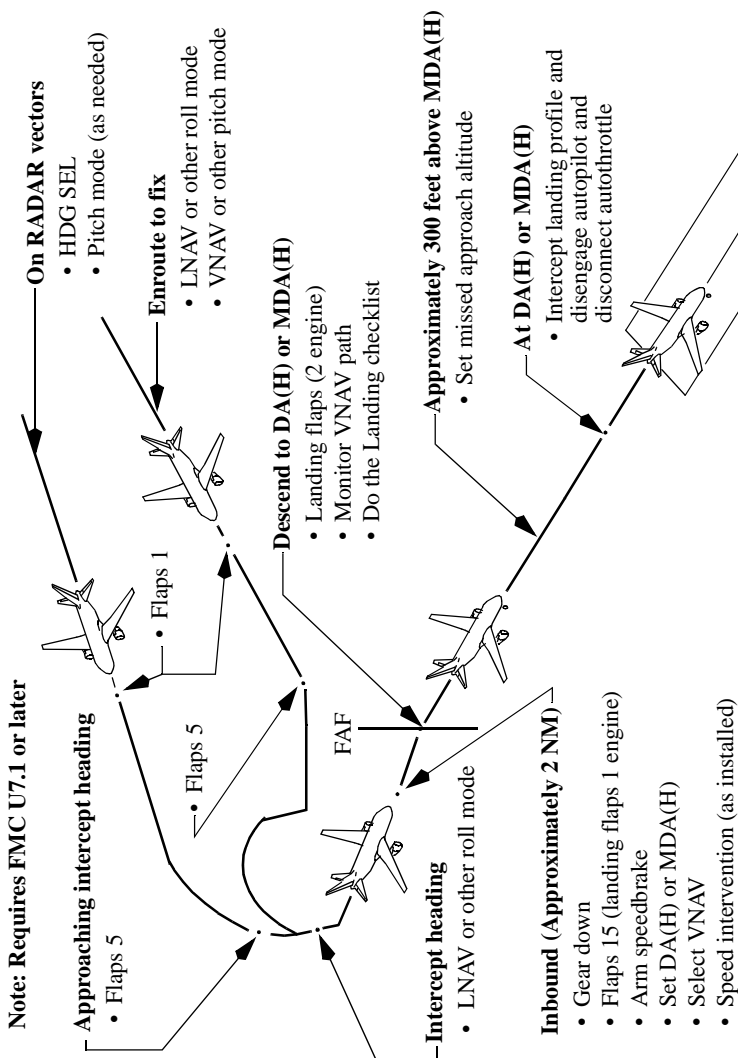 Note: Requires FMC U7.1 or later
On RADAR vectors
• HDG SEL
• Pitch mode (as needed)
Approaching intercept heading
• Flaps 5
• Flaps 1
Enroute to fix
• LNAV or other roll mode
• VNAV or other pitch mode
• Flaps 5
Intercept heading
• LNAV or other roll mode
FAF
Inbound (Approximately 2 NM)
• Gear down
• Flaps 15 (landing flaps 1 engine)
• Arm speedbrake
• Set DA(H) or MDA(H)
• Select VNAV
• Speed intervention (as installed)
Descend to DA(H) or MDA(H)
• Landing flaps (2 engine)
• Monitor VNAV path
• Do the Landing checklist
Approximately 300 feet above MDA(H)
• Set missed approach altitude
At DA(H) or MDA(H)
• Intercept landing profile and
disengage autopilot and
disconnect autothrottle